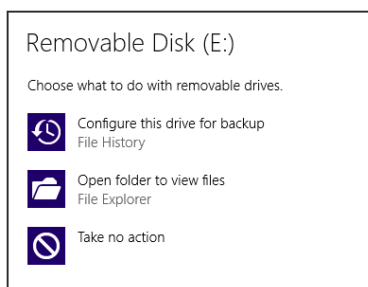 Removable Disk (E:)
Choose what to do with removable drives.
Configure this drive for backup
File History
Open folder to view files
File Explorer
Take no action